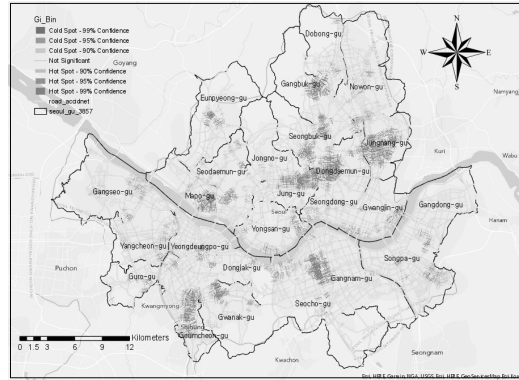 Gi_Bin
Cold Spot - 99% Confidence
Cold Spot - 95% Confidence
Cold Spot - 90% Confidence
Not Significant
Hot Spot - 90% Confidence
Hot Spot - 95% Confidence
Hot Spot - 99% Confidence
road_accidnet
seoul_gu_3857
N
W
E
S
Goyang
Dobong-gu
Gangbuk-gu
Nowon-gu
Namyang
Eunpyeong-gu
Seongbuk-gu
Jungnang-gu
Kuri
Wabu
Jongno-gu
Seodaemun-gu
Dongdaemun-gu
Gangseo-gu
Mapo-gu
Jung-gu
Seongdong-gu
Gwangjin-gu
Gangdong-gu
Seoul
Hanam
Yongsan-gu
Yangcheon-gu
Yeongdeungpo-gu
Songpa-gu
Puchon
Dongjak-gu
Guro-gu
Gangnam-gu
Kwangmyong
Seocho-gu
Gwanak-gu
Geumcheon-gu
Kilometers
0 1.5 3 6 9 12
Kwachon
Seongnam